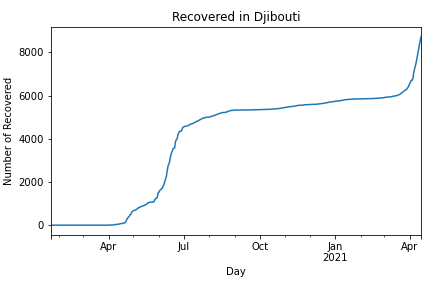 Recovered in Djibouti
Number of Recovered
8000
6000
4000
2000
0
Apr
Jul
Oct
Jan
2021
Apr
Day